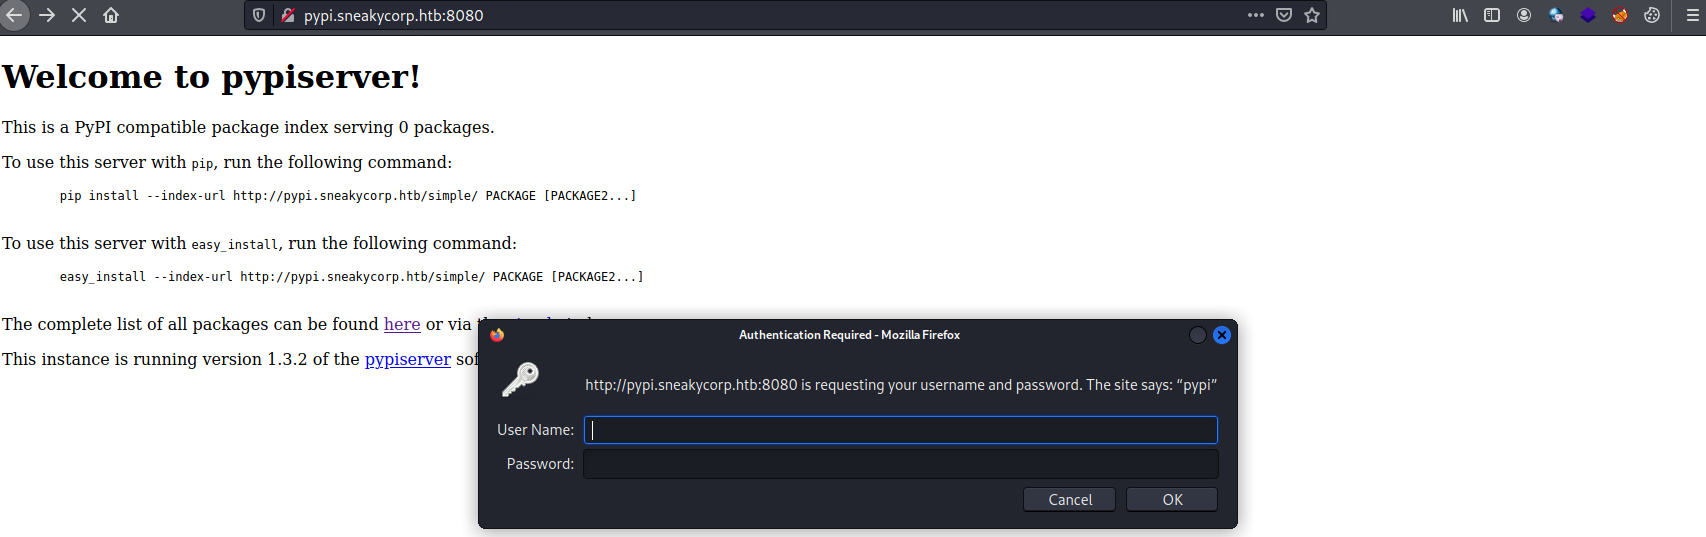 pypi.sneakycorp.htb:8080
Welcome to pypiserver!
This is a PyPI compatible package index serving 0 packages.
To use this server with pip, run the following command:
pip install --index-url http://pypi.sneakycorp.htb/simple/ PACKAGE [PACKAGE2...]
To use this server with easy_install, run the following command:
easy_install --index-url http://pypi.sneakycorp.htb/simple/ PACKAGE [PACKAGE2...]
The complete list of all packages can be found here or via
This instance is running version 1.3.2 of the pypiserver
Authentication Required - Mozilla Firefox
http://pypi.sneakycorp.htb:8080 is requesting your username and password. The site says: “pypi”
User Name:
Password:
Cancel
OK